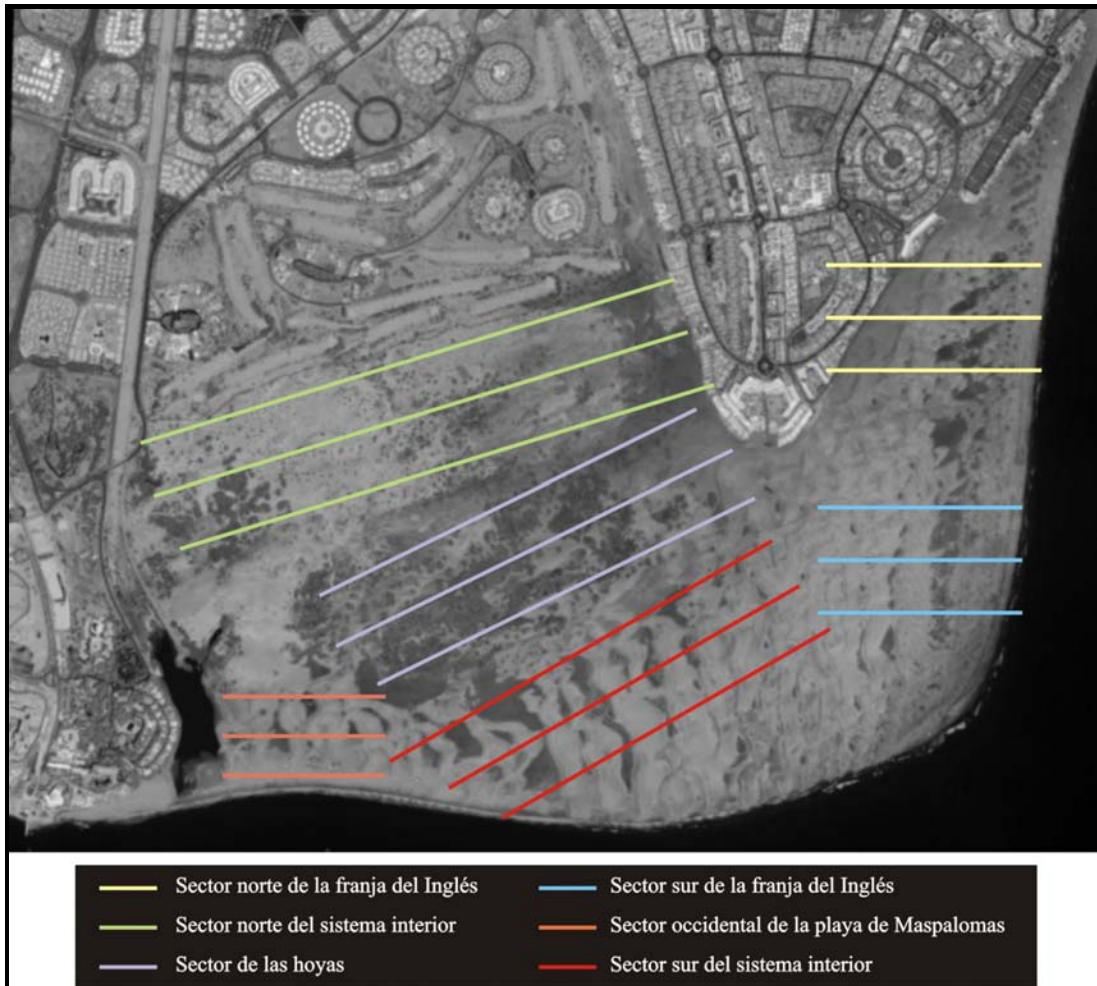 Sector norte de la franja del Inglés
Sector sur de la franja del Inglés
Sector norte del sistema interior
Sector occidental de la playa de Maspalomas
Sector de las hoyas
Sector sur del sistema interior